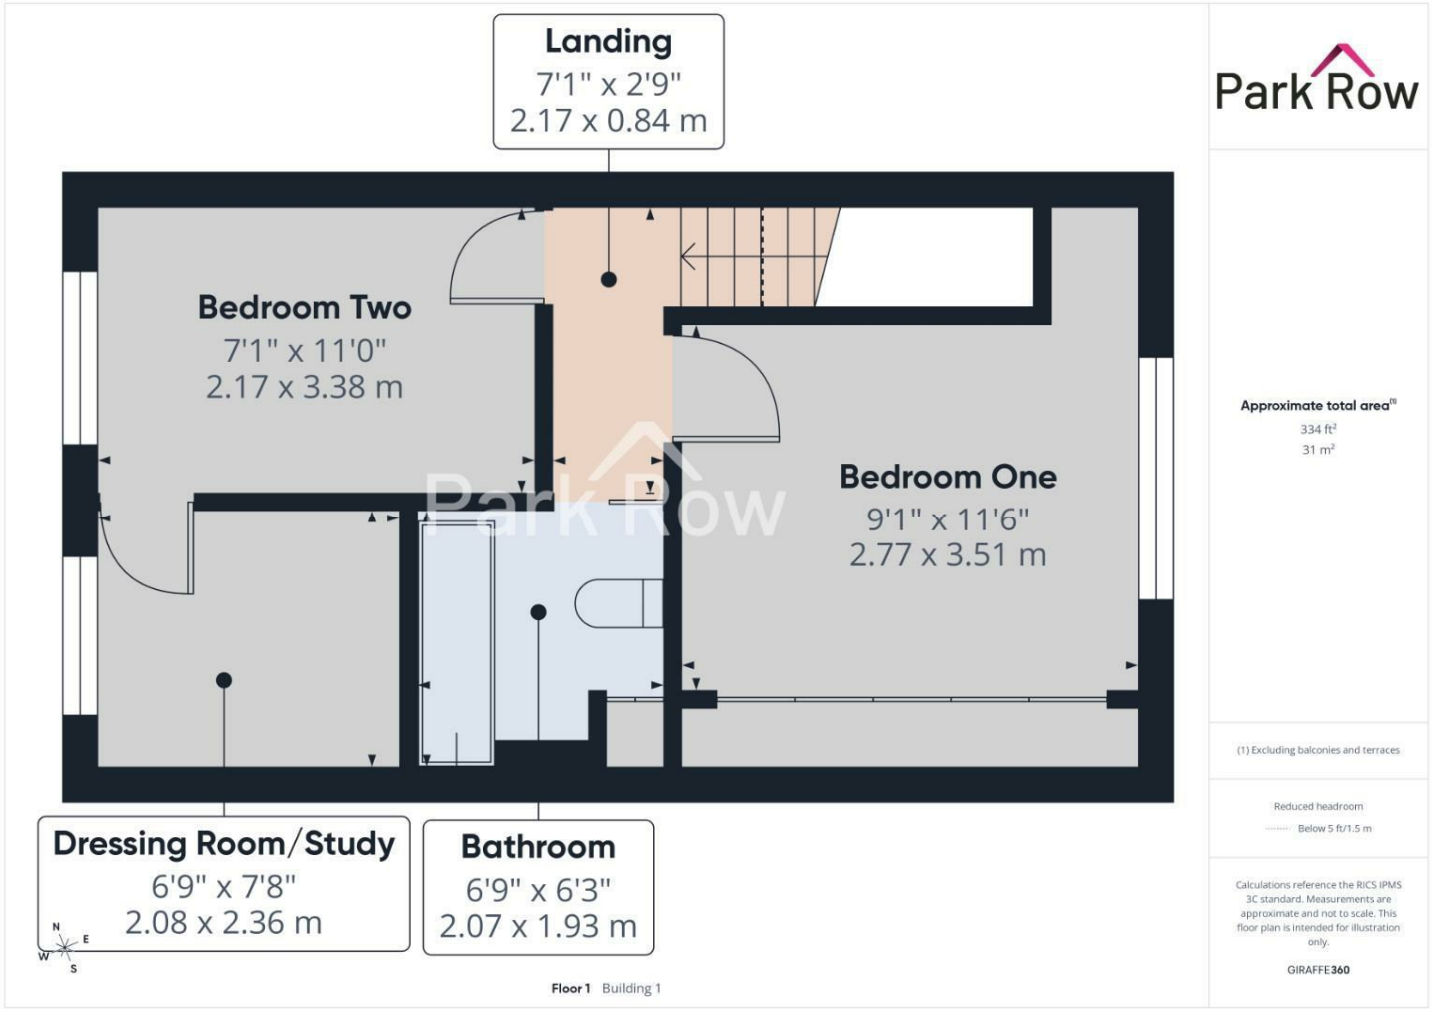 Landing
7'1" x 2'9"
2.17 x 0.84 m
Park Row
Bedroom Two
7'1" x 11'0"
2.17 x 3.38 m
Park Row
Bedroom One
9'1" x 11'6"
2.77 x 3.51 m
Approximate total area(1)
334 ft²
31 m²
(1) Excluding balconies and terraces
Reduced headroom
Below 5 ft/1.5 m
Dressing Room/Study
6'9" x 7'8"
2.08 x 2.36 m
Bathroom
6'9" x 6'3"
2.07 x 1.93 m
N
E
W
S
Calculations reference the RICS IPMS
3C standard. Measurements are
approximate and not to scale. This
floor plan is intended for illustration
only.
GIRAFFE360
Floor 1 Building 1